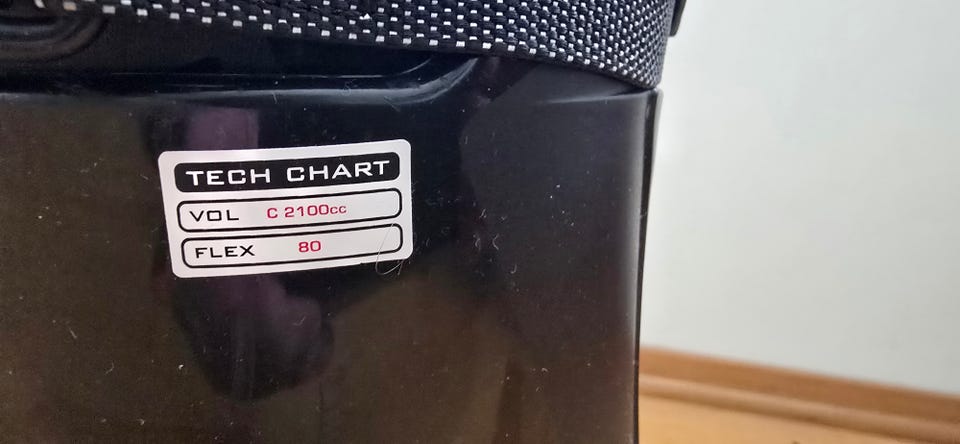 TECH CHART
VOL C 2100cc
FLEX 80